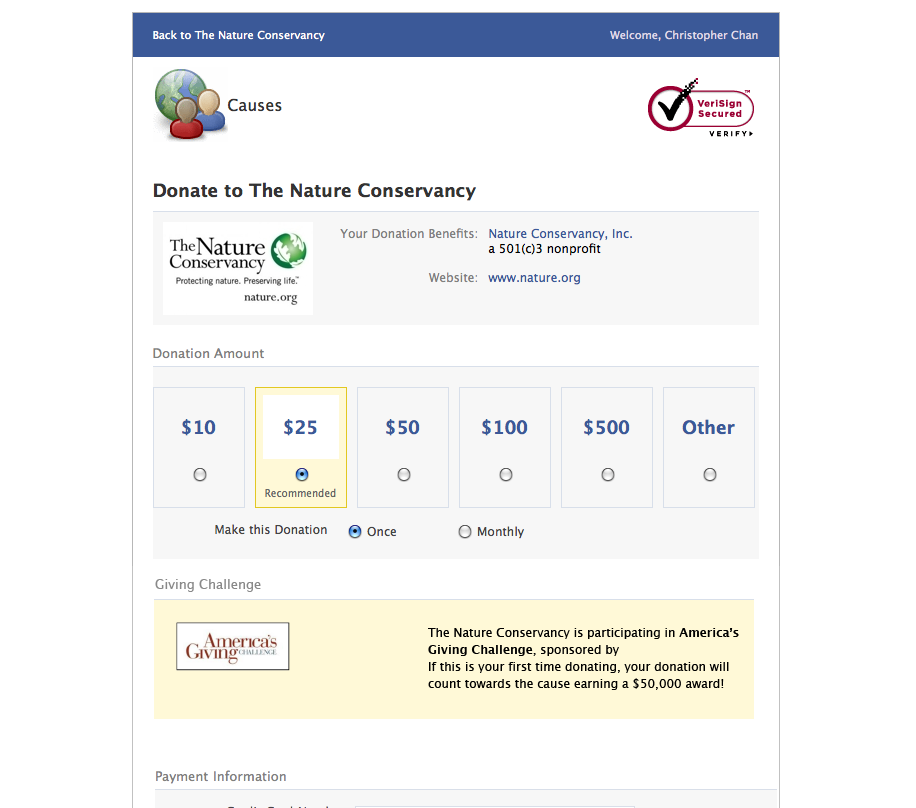 Back to The Nature Conservancy
Welcome, Christopher Chan
Causes
VeriSign™
Secured
VERIFY
Donate to The Nature Conservancy
The Nature
Conservancy
Protecting nature. Preserving life.™
nature.org
Your Donation Benefits: Nature Conservancy, Inc.
a 501(c)3 nonprofit
Website: www.nature.org
Donation Amount
$10 $25 $50 $100 $500 Other
Recommended
Make this Donation Once Monthly
Giving Challenge
America's
Giving CHALLENGE
The Nature Conservancy is participating in America's
Giving Challenge, sponsored by
If this is your first time donating, your donation will
count towards the cause earning a $50,000 award!
Payment Information